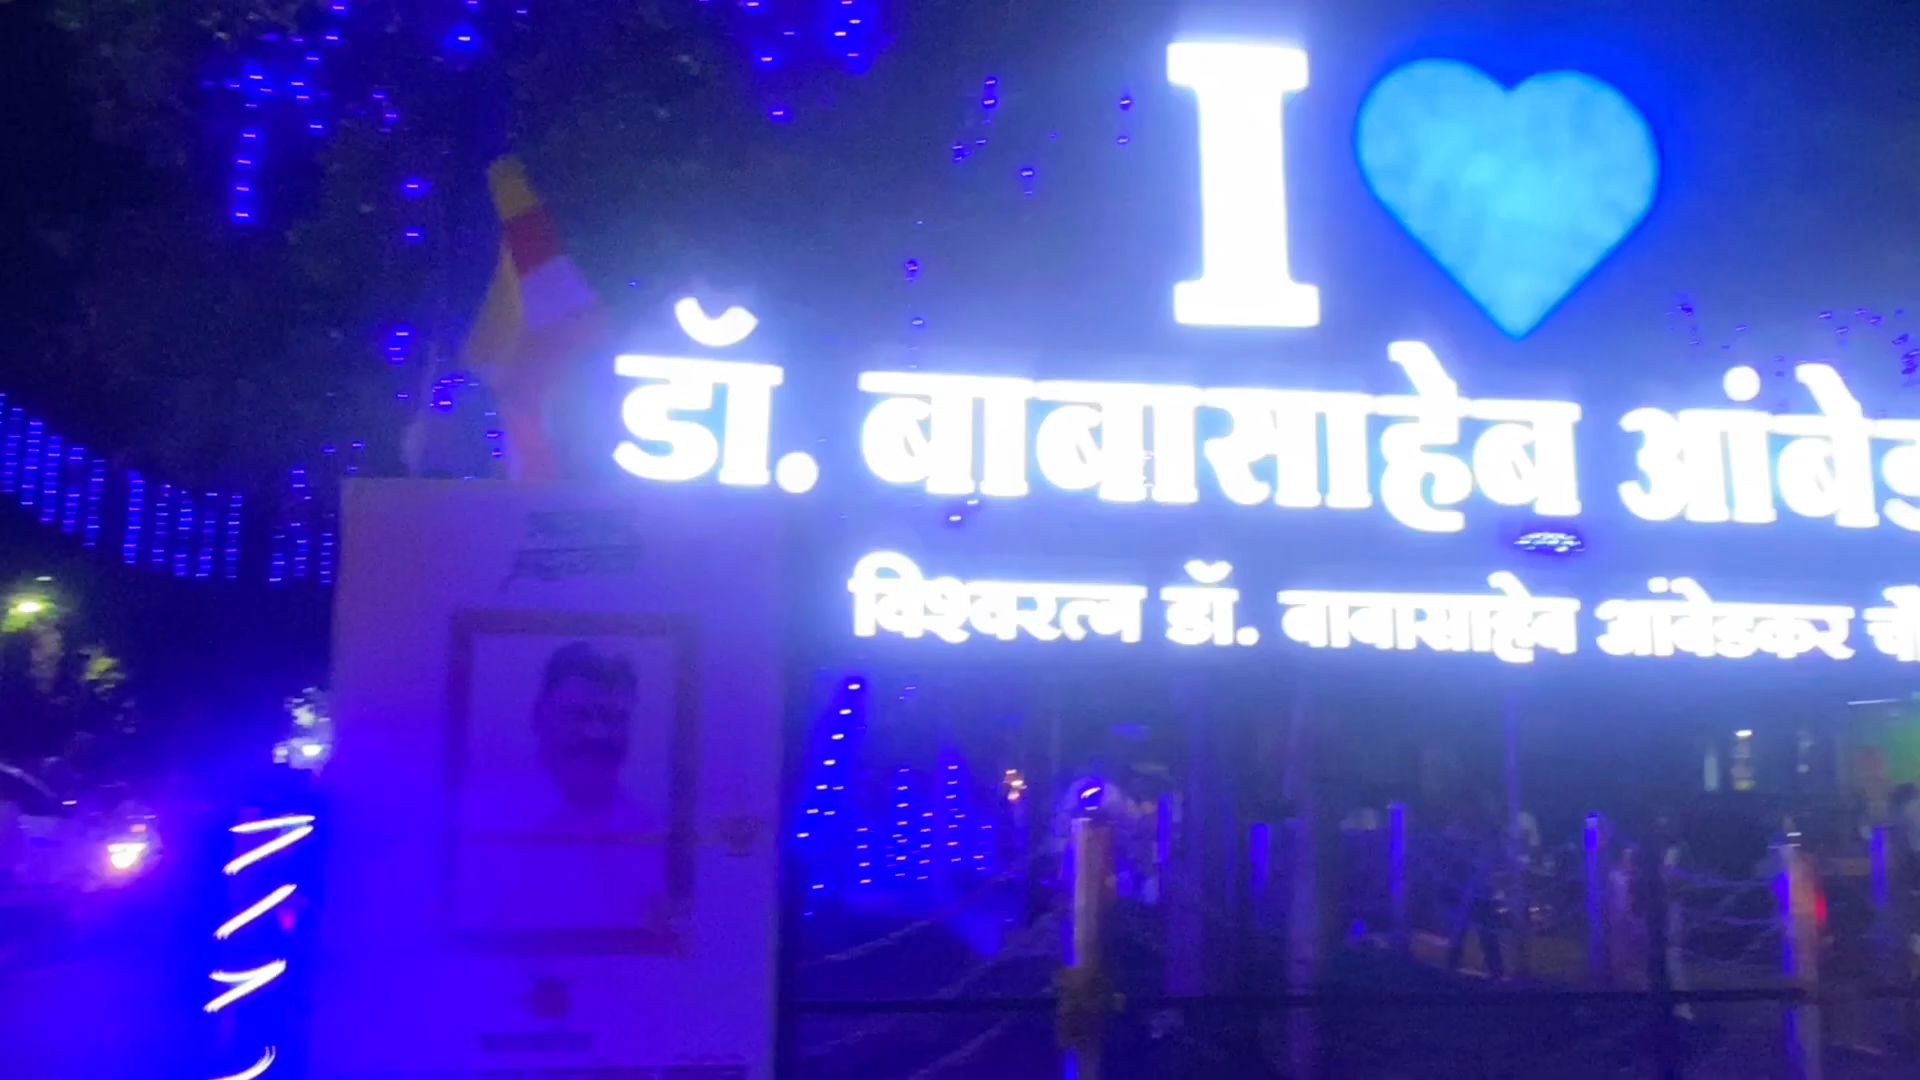 I
डॉ. बाबासाहेब आंबेड
विश्वरत्न डॉ. बाबासाहेब आंबेडकर चौ